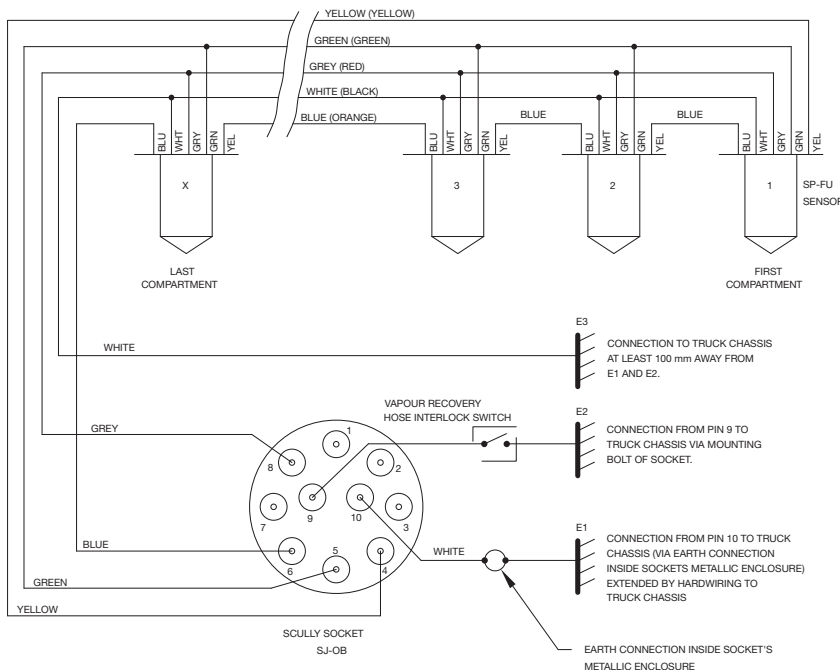 YELLOW (YELLOW)
GREEN (GREEN)
GREY (RED)
WHITE (BLACK)
BLUE (ORANGE)
BLUE
BLUE
BLU
WHT
GRY
GRN
YEL
BLU
WHT
GRY
GRN
YEL
BLU
WHT
GRY
GRN
YEL
BLU
WHT
GRY
GRN
YEL
X
3
2
1
SP-FU
SENSOR
LAST
COMPARTMENT
FIRST
COMPARTMENT
E3
WHITE
CONNECTION TO TRUCK CHASSIS
AT LEAST 100 mm AWAY FROM
E1 AND E2.
VAPOUR RECOVERY
HOSE INTERLOCK SWITCH
E2
GREY
CONNECTION FROM PIN 9 TO
TRUCK CHASSIS VIA MOUNTING
BOLT OF SOCKET.
1
2
3
4
5
6
7
8
9
10
E1
BLUE
WHITE
CONNECTION FROM PIN 10 TO TRUCK
CHASSIS (VIA EARTH CONNECTION
INSIDE SOCKETS METALLIC ENCLOSURE)
EXTENDED BY HARDWIRING TO
TRUCK CHASSIS
GREEN
YELLOW
SCULLY SOCKET
SJ-OB
EARTH CONNECTION INSIDE SOCKET'S
METALLIC ENCLOSURE